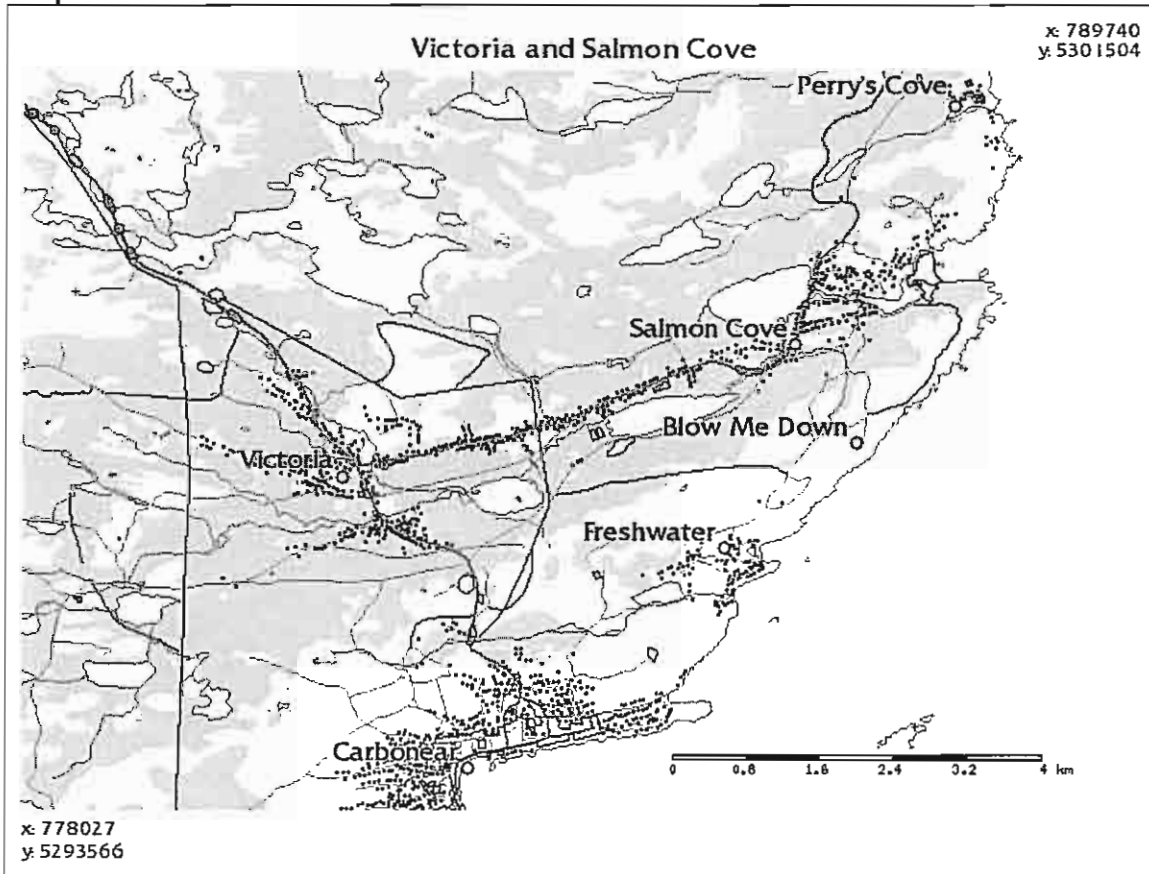 Victoria and Salmon Cove
x: 789740
y: 5301504
Perry's Cove
Salmon Cove
Blow Me Down
Victoria
Freshwater
Carbonear
0 0.8 1.6 2.4 3.2 4 km
x: 778027
y: 5293566